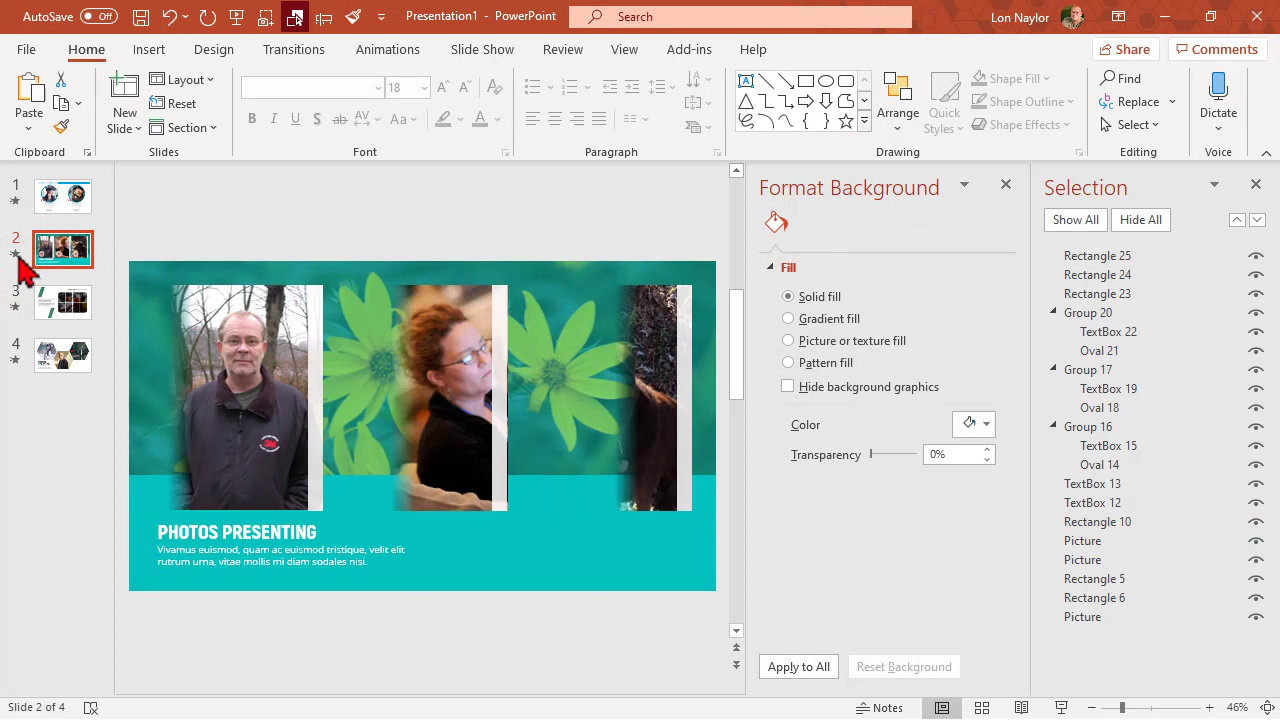 AutoSave Off Presentation1 - PowerPoint Search Lon Naylor
File Home Insert Design Transitions Animations Slide Show Review View Add-ins Help Share Comments
Paste
Clipboard
New
Slide
Layout
Reset
Section
Slides
18
B I U S ab AV Aa A
Font
Paragraph
Arrange
Quick
Styles
Shape Fill
Shape Outline
Shape Effects
Drawing
Find
Replace
Select
Editing
Dictate
Voice
1
2
3
4
PHOTOS PRESENTING
Vivamus euismod, quam ac euismod tristique, velit elit
rutrum urna, vitae mollis mi diam sodales nisi.
Format Background
Fill
Solid fill
Gradient fill
Picture or texture fill
Pattern fill
Hide background graphics
Color
Transparency 0%
Apply to All Reset Background
Selection
Show All Hide All
Rectangle 25
Rectangle 24
Rectangle 23
Group 20
TextBox 22
Oval 21
Group 17
TextBox 19
Oval 18
Group 16
TextBox 15
Oval 14
TextBox 13
TextBox 12
Rectangle 10
Picture
Picture
Rectangle 5
Rectangle 6
Picture
Slide 2 of 4 Notes 46%